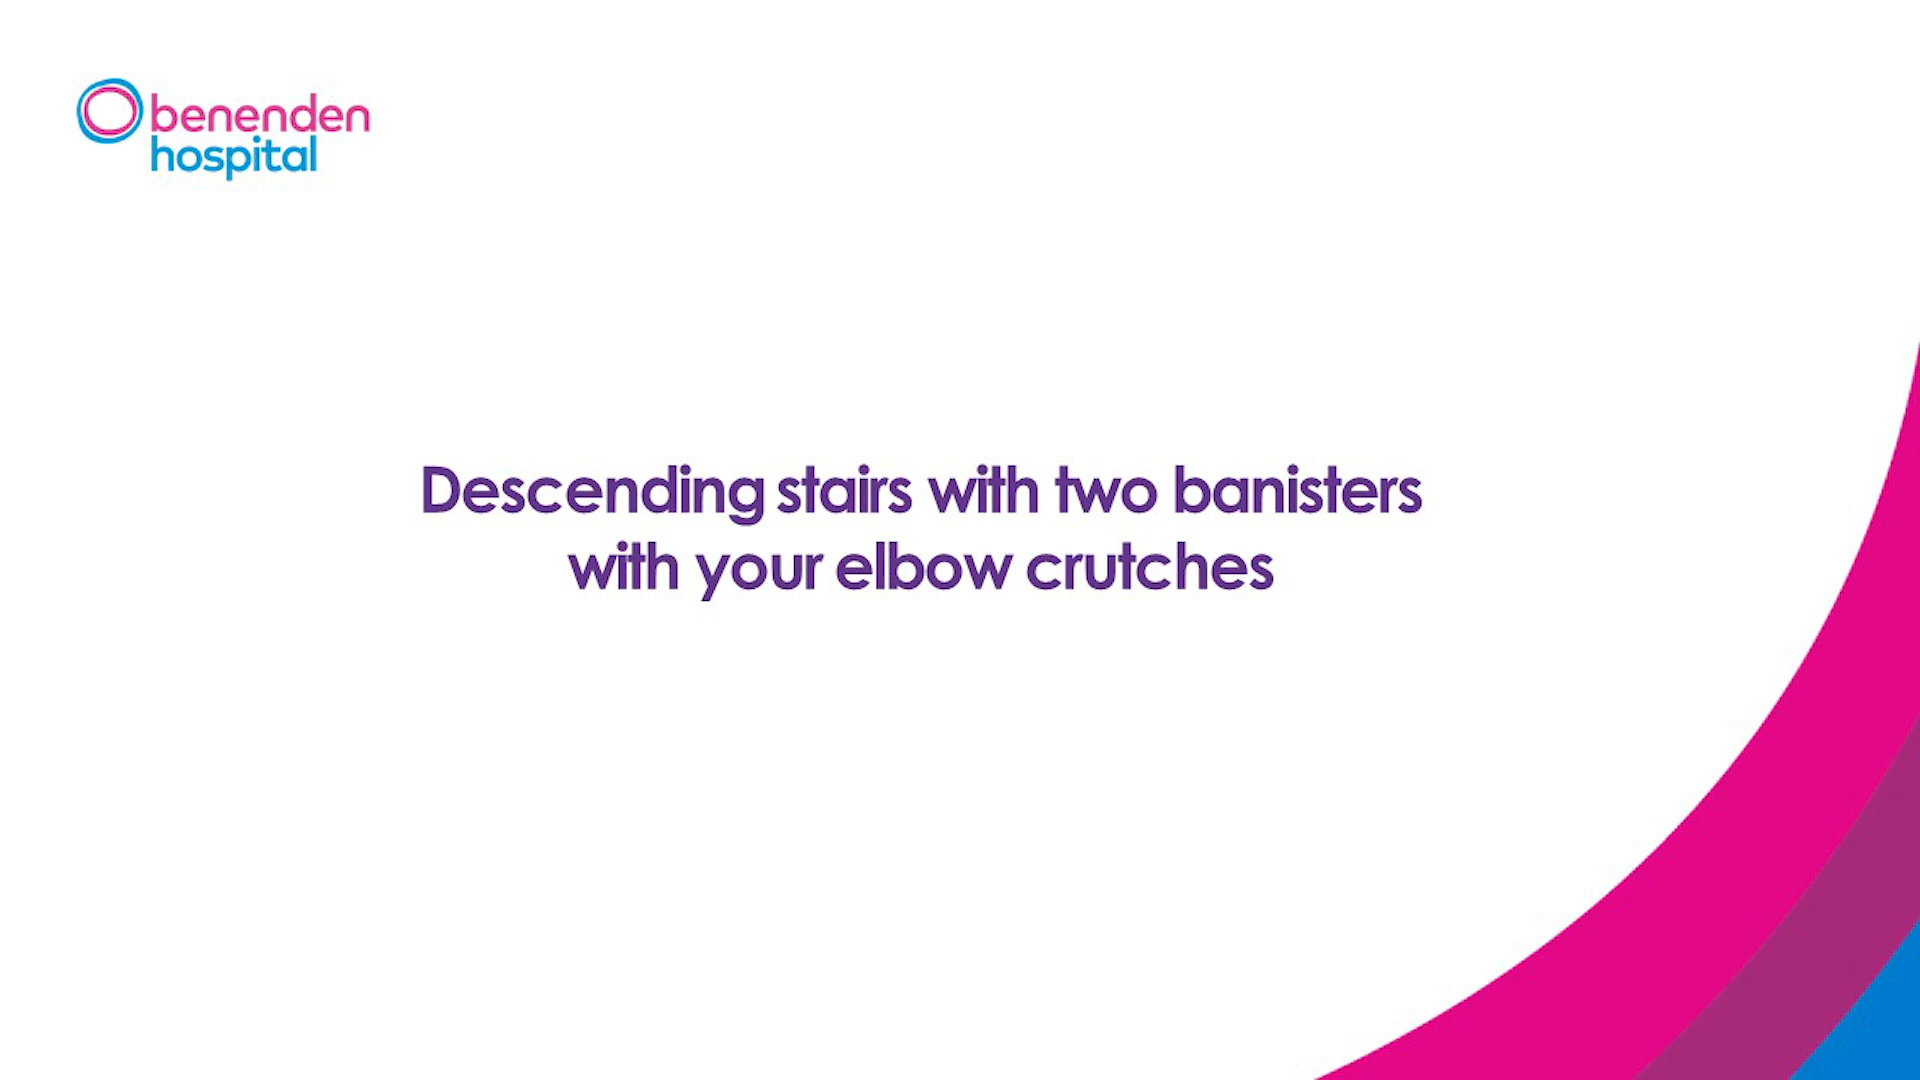 benenden
hospital
Descending stairs with two banisters
with your elbow crutches